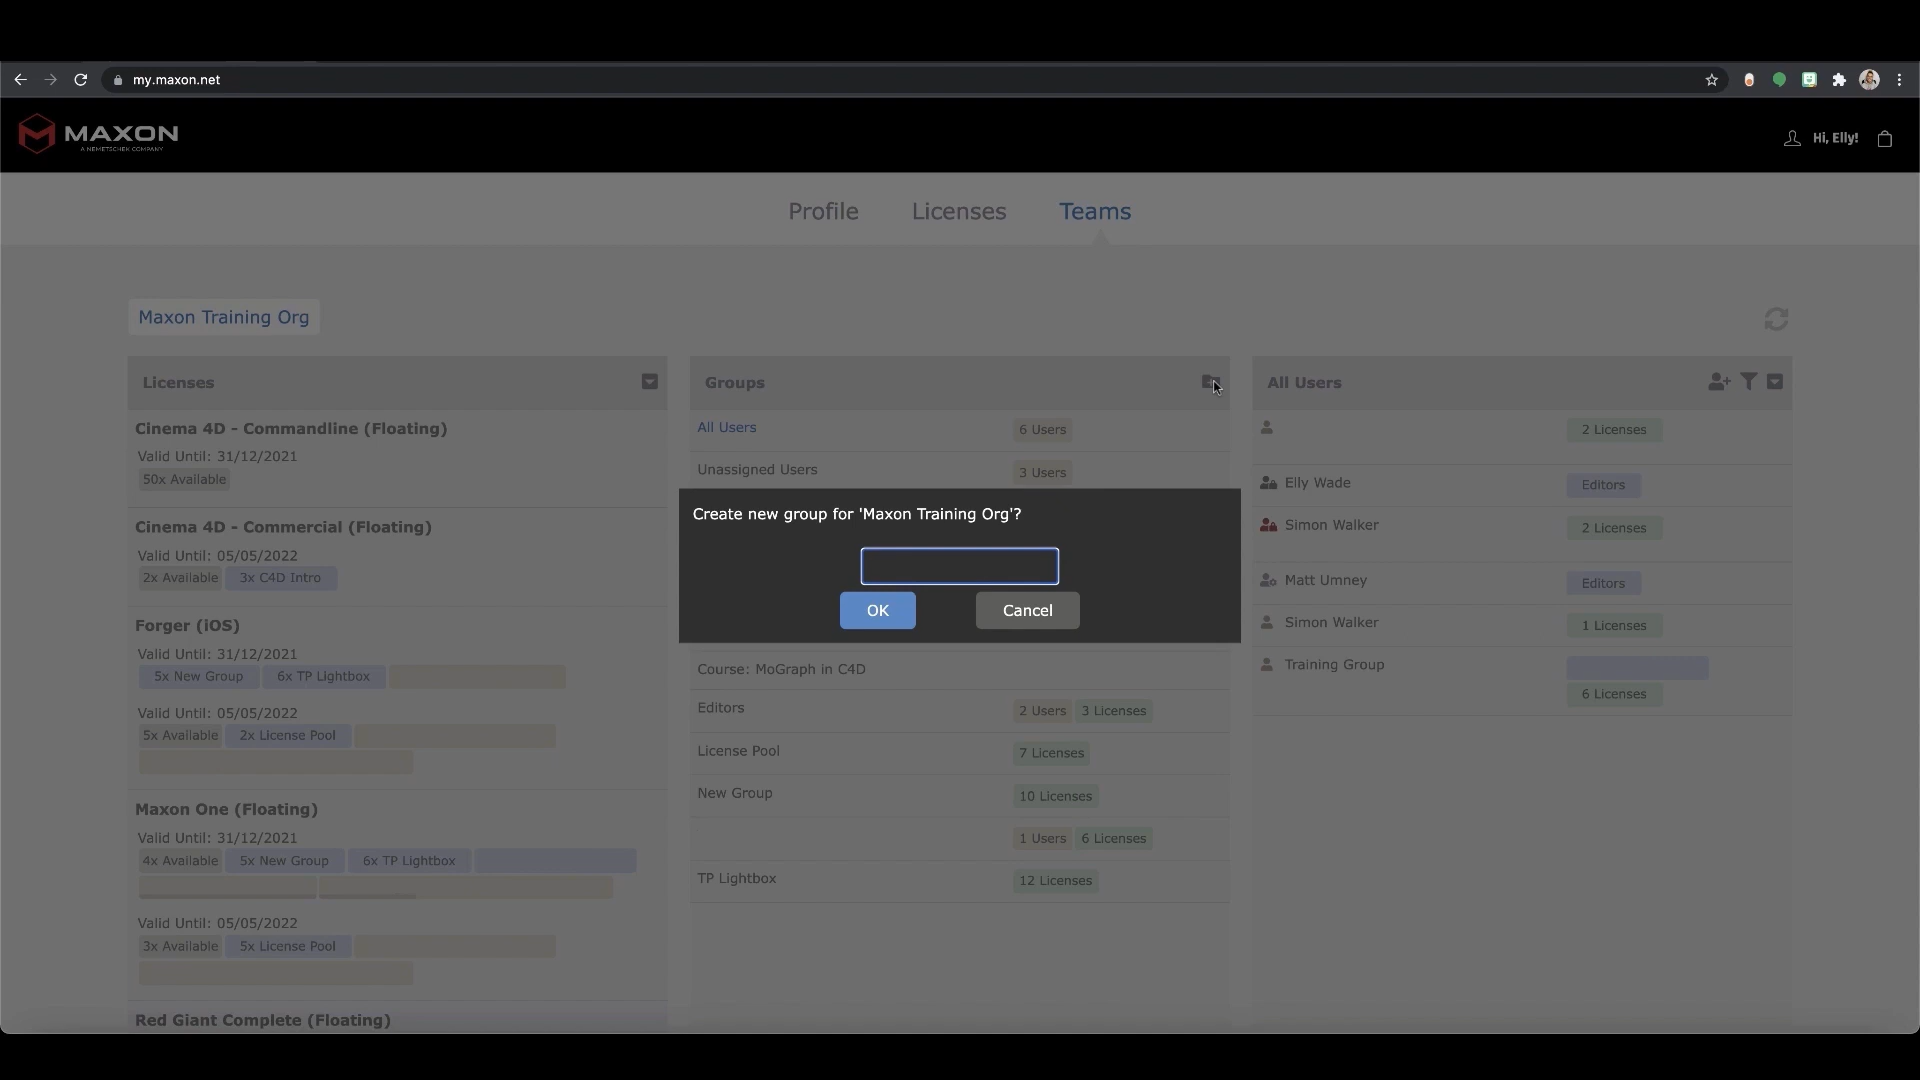 my.maxon.net
MAXON
A NEMETSCHEK COMPANY
Hi, Elly!
Profile
Licenses
Teams
Maxon Training Org
Licenses
Cinema 4D - Commandline (Floating)
Valid Until: 31/12/2021
50x Available
Cinema 4D - Commercial (Floating)
Valid Until: 05/05/2022
2x Available 3x C4D Intro
Forger (iOS)
Valid Until: 31/12/2021
5x New Group 6x TP Lightbox
Valid Until: 05/05/2022
5x Available 2x License Pool
Maxon One (Floating)
Valid Until: 31/12/2021
4x Available 5x New Group 6x TP Lightbox
Valid Until: 05/05/2022
3x Available 5x License Pool
Red Giant Complete (Floating)
Groups
All Users 6 Users
Unassigned Users 3 Users
Create new group for 'Maxon Training Org'?
OK Cancel
Course: MoGraph in C4D
Editors 2 Users 3 Licenses
License Pool 7 Licenses
New Group 10 Licenses
1 Users 6 Licenses
TP Lightbox 12 Licenses
All Users
2 Licenses
Elly Wade Editors
Simon Walker 2 Licenses
Matt Umney Editors
Simon Walker 1 Licenses
Training Group
6 Licenses